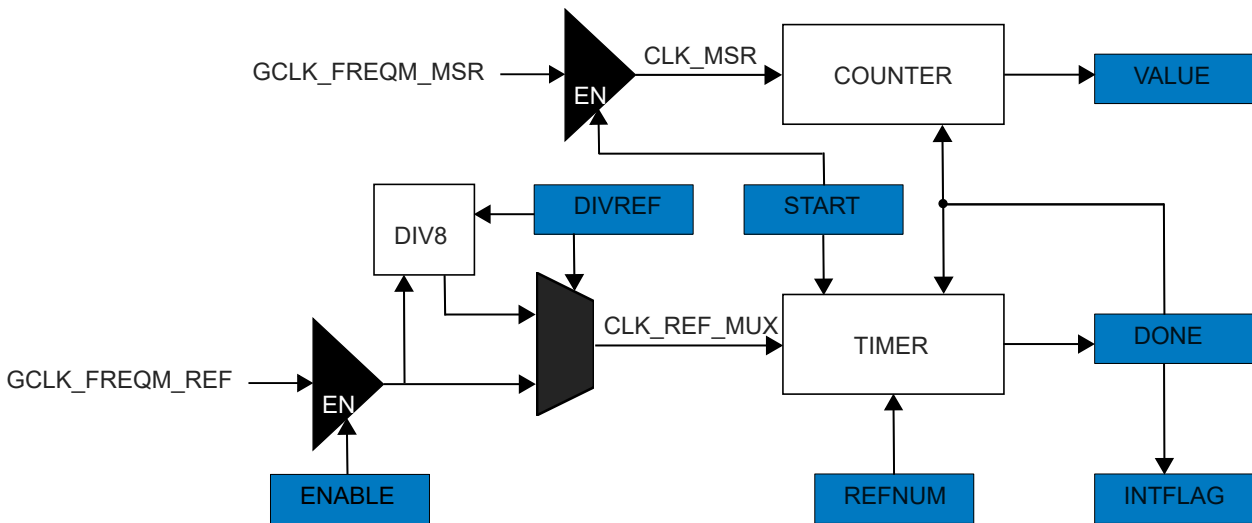 GCLK_FREQM_MSR
EN
CLK_MSR
COUNTER
VALUE
DIV8
DIVREF
START
GCLK_FREQM_REF
EN
CLK_REF_MUX
TIMER
DONE
ENABLE
REFNUM
INTFLAG